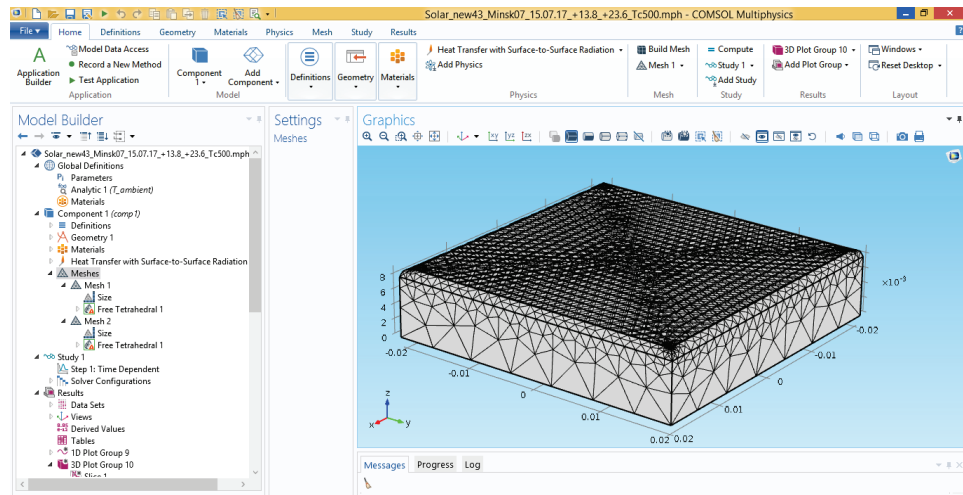 Solar_new43_Minsk07_15.07.17_+13.8_+23.6_Tc500.mph - COMSOL Multiphysics
File Home Definitions Geometry Materials Physics Mesh Study Results
Application Builder
Model Data Access
Record a New Method
Test Application
Application
Component 1
Add Component
Model
Definitions
Geometry
Materials
Heat Transfer with Surface-to-Surface Radiation
Add Physics
Physics
Build Mesh
Mesh 1
Mesh
Compute
Study 1
Add Study
Study
3D Plot Group 10
Add Plot Group
Results
Windows
Reset Desktop
Layout
Model Builder
Solar_new43_Minsk07_15.07.17_+13.8_+23.6_Tc500.mph
Global Definitions
Pi Parameters
Analytic 1 (T_ambient)
Materials
Component 1 (comp1)
Definitions
Geometry 1
Materials
Heat Transfer with Surface-to-Surface Radiation
Meshes
Mesh 1
Size
Free Tetrahedral 1
Mesh 2
Size
Free Tetrahedral 1
Study 1
Step 1: Time Dependent
Solver Configurations
Results
Data Sets
Views
Derived Values
Tables
1D Plot Group 9
3D Plot Group 10
Slice 1
Settings
Meshes
Graphics
xy yz xz
8
6
4
2
0
-0.02
-0.01
0
0.01
0.02
0.02
0.01
0
-0.01
-0.02
×10⁻³
z
x
y
Messages Progress Log